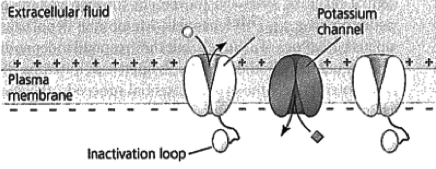 Extracellular fluid
Potassium
channel
+ + + + + + + + + + + + + + +
Plasma
membrane
Inactivation loop